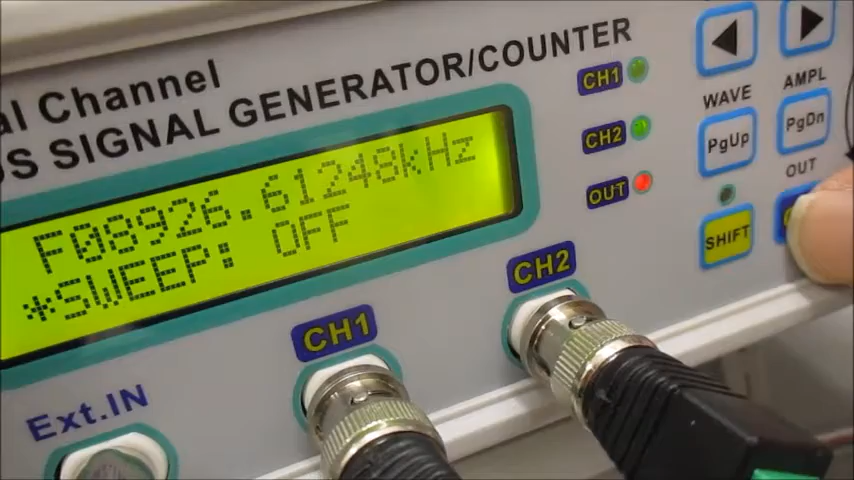 Channel
SIGNAL GENERATOR/COUNTER
F08926.61248kHz
*SWEEP: OFF
CH1
CH2
OUT
WAVE
AMPL
PgUp
PgDn
OUT
SHIFT
CH1
CH2
Ext.IN